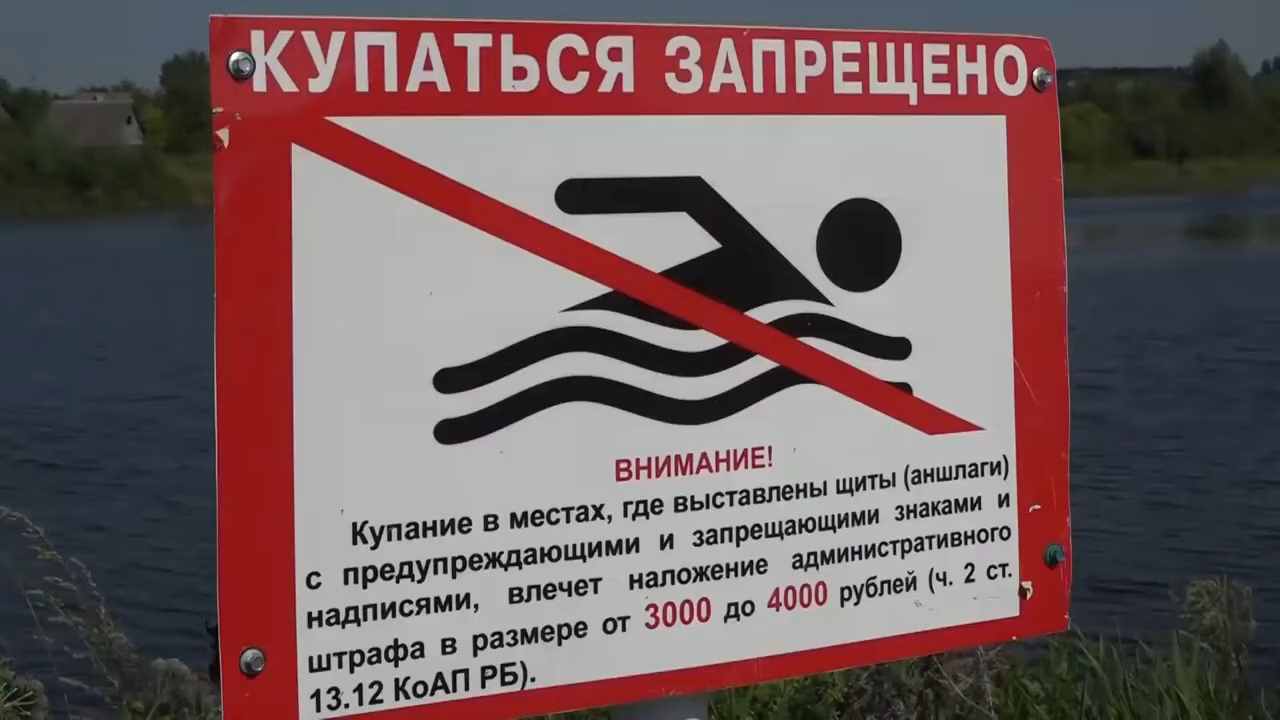 КУПАТЬСЯ ЗАПРЕЩЕНО
ВНИМАНИЕ!
Купание в местах, где выставлены щиты (аншлаги)
с предупреждающими и запрещающими знаками и
надписями, влечет наложение административного
штрафа в размере от 3000 до 4000 рублей (ч. 2 ст.
13.12 КоАП РБ).